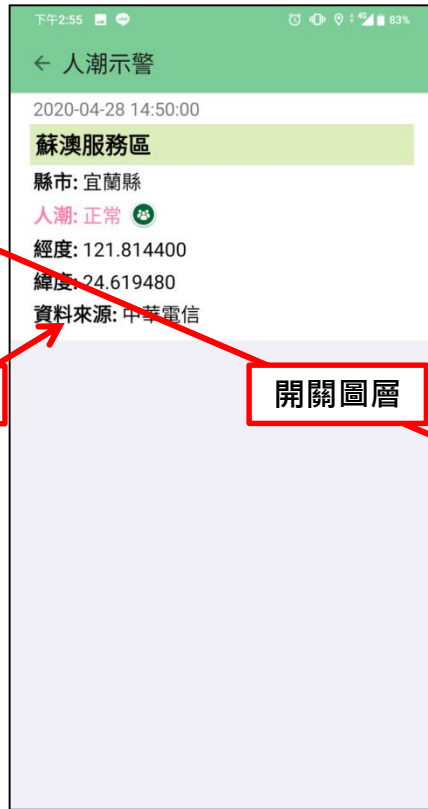 下午2:55
4G 83%
← 人潮示警
2020-04-28 14:50:00
蘇澳服務區
縣市: 宜蘭縣
人潮: 正常
經度: 121.814400
緯度: 24.619480
資料來源: 中華電信
開關圖層